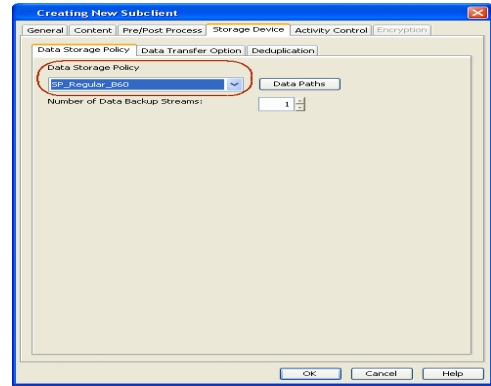 Creating New Subclient
General Content Pre/Post Process Storage Device Activity Control Encryption
Data Storage Policy Data Transfer Option Deduplication
Data Storage Policy
SP_Regular_B60 Data Paths
Number of Data Backup Streams: 1
OK Cancel Help